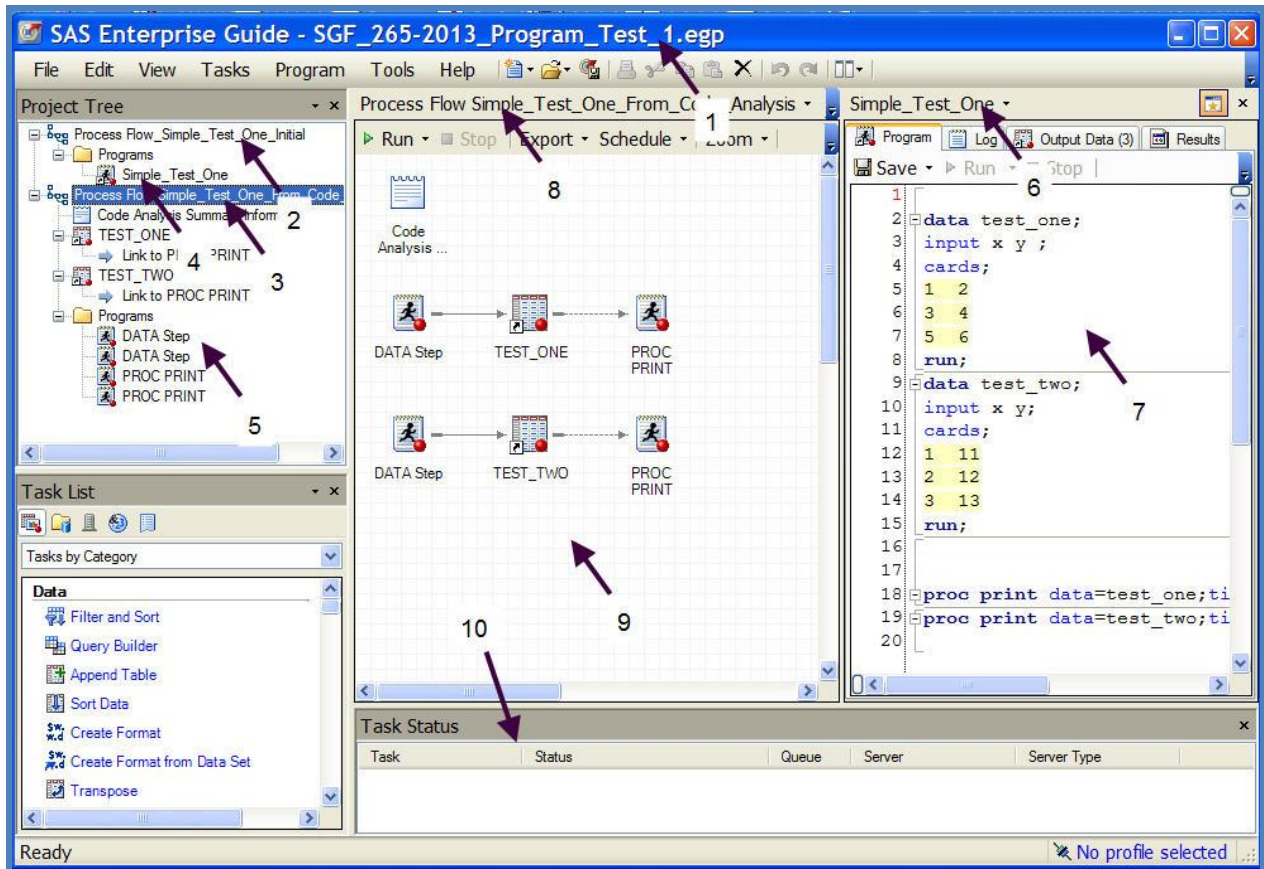 SAS Enterprise Guide - SGF_265-2013_Program_Test_1.egp
File Edit View Tasks Program Tools Help
Project Tree
Process Flow_Simple_Test_One_Initial
Programs
Simple_Test_One
Process Flow_Simple_Test_One_From_Code_
Code Analysis
TEST_ONE
Link to PRINT
TEST_TWO
Link to PROC PRINT
Programs
DATA Step
DATA Step
PROC PRINT
PROC PRINT
2
4
3
5
Task List
Tasks by Category
Data
Filter and Sort
Query Builder
Append Table
Sort Data
Create Format
Create Format from Data Set
Transpose
Process Flow Simple_Test_One_From_Code Analysis
1
Run Stop Export Schedule
8
Code
Analysis ...
DATA Step TEST_ONE PROC
PRINT
DATA Step TEST_TWO PROC
PRINT
9
10
Simple_Test_One
Program Log Output Data (3) Results
Save Run Stop
6
1
2 data test_one;
3 input x y ;
4 cards;
5 1 2
6 3 4
7 5 6
8 run;
9 data test_two;
10 input x y;
11 cards;
12 1 11
13 2 12
14 3 13
15 run;
16
17
18 proc print data=test_one;ti
19 proc print data=test_two;ti
20
7
Task Status
Task Status Queue Server Server Type
Ready
No profile selected